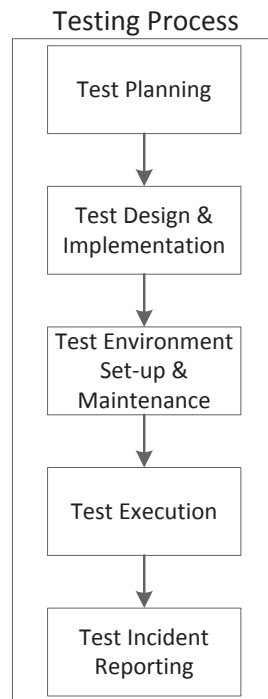 Testing Process
Test Planning
Test Design &
Implementation
Test Environment
Set-up &
Maintenance
Test Execution
Test Incident
Reporting